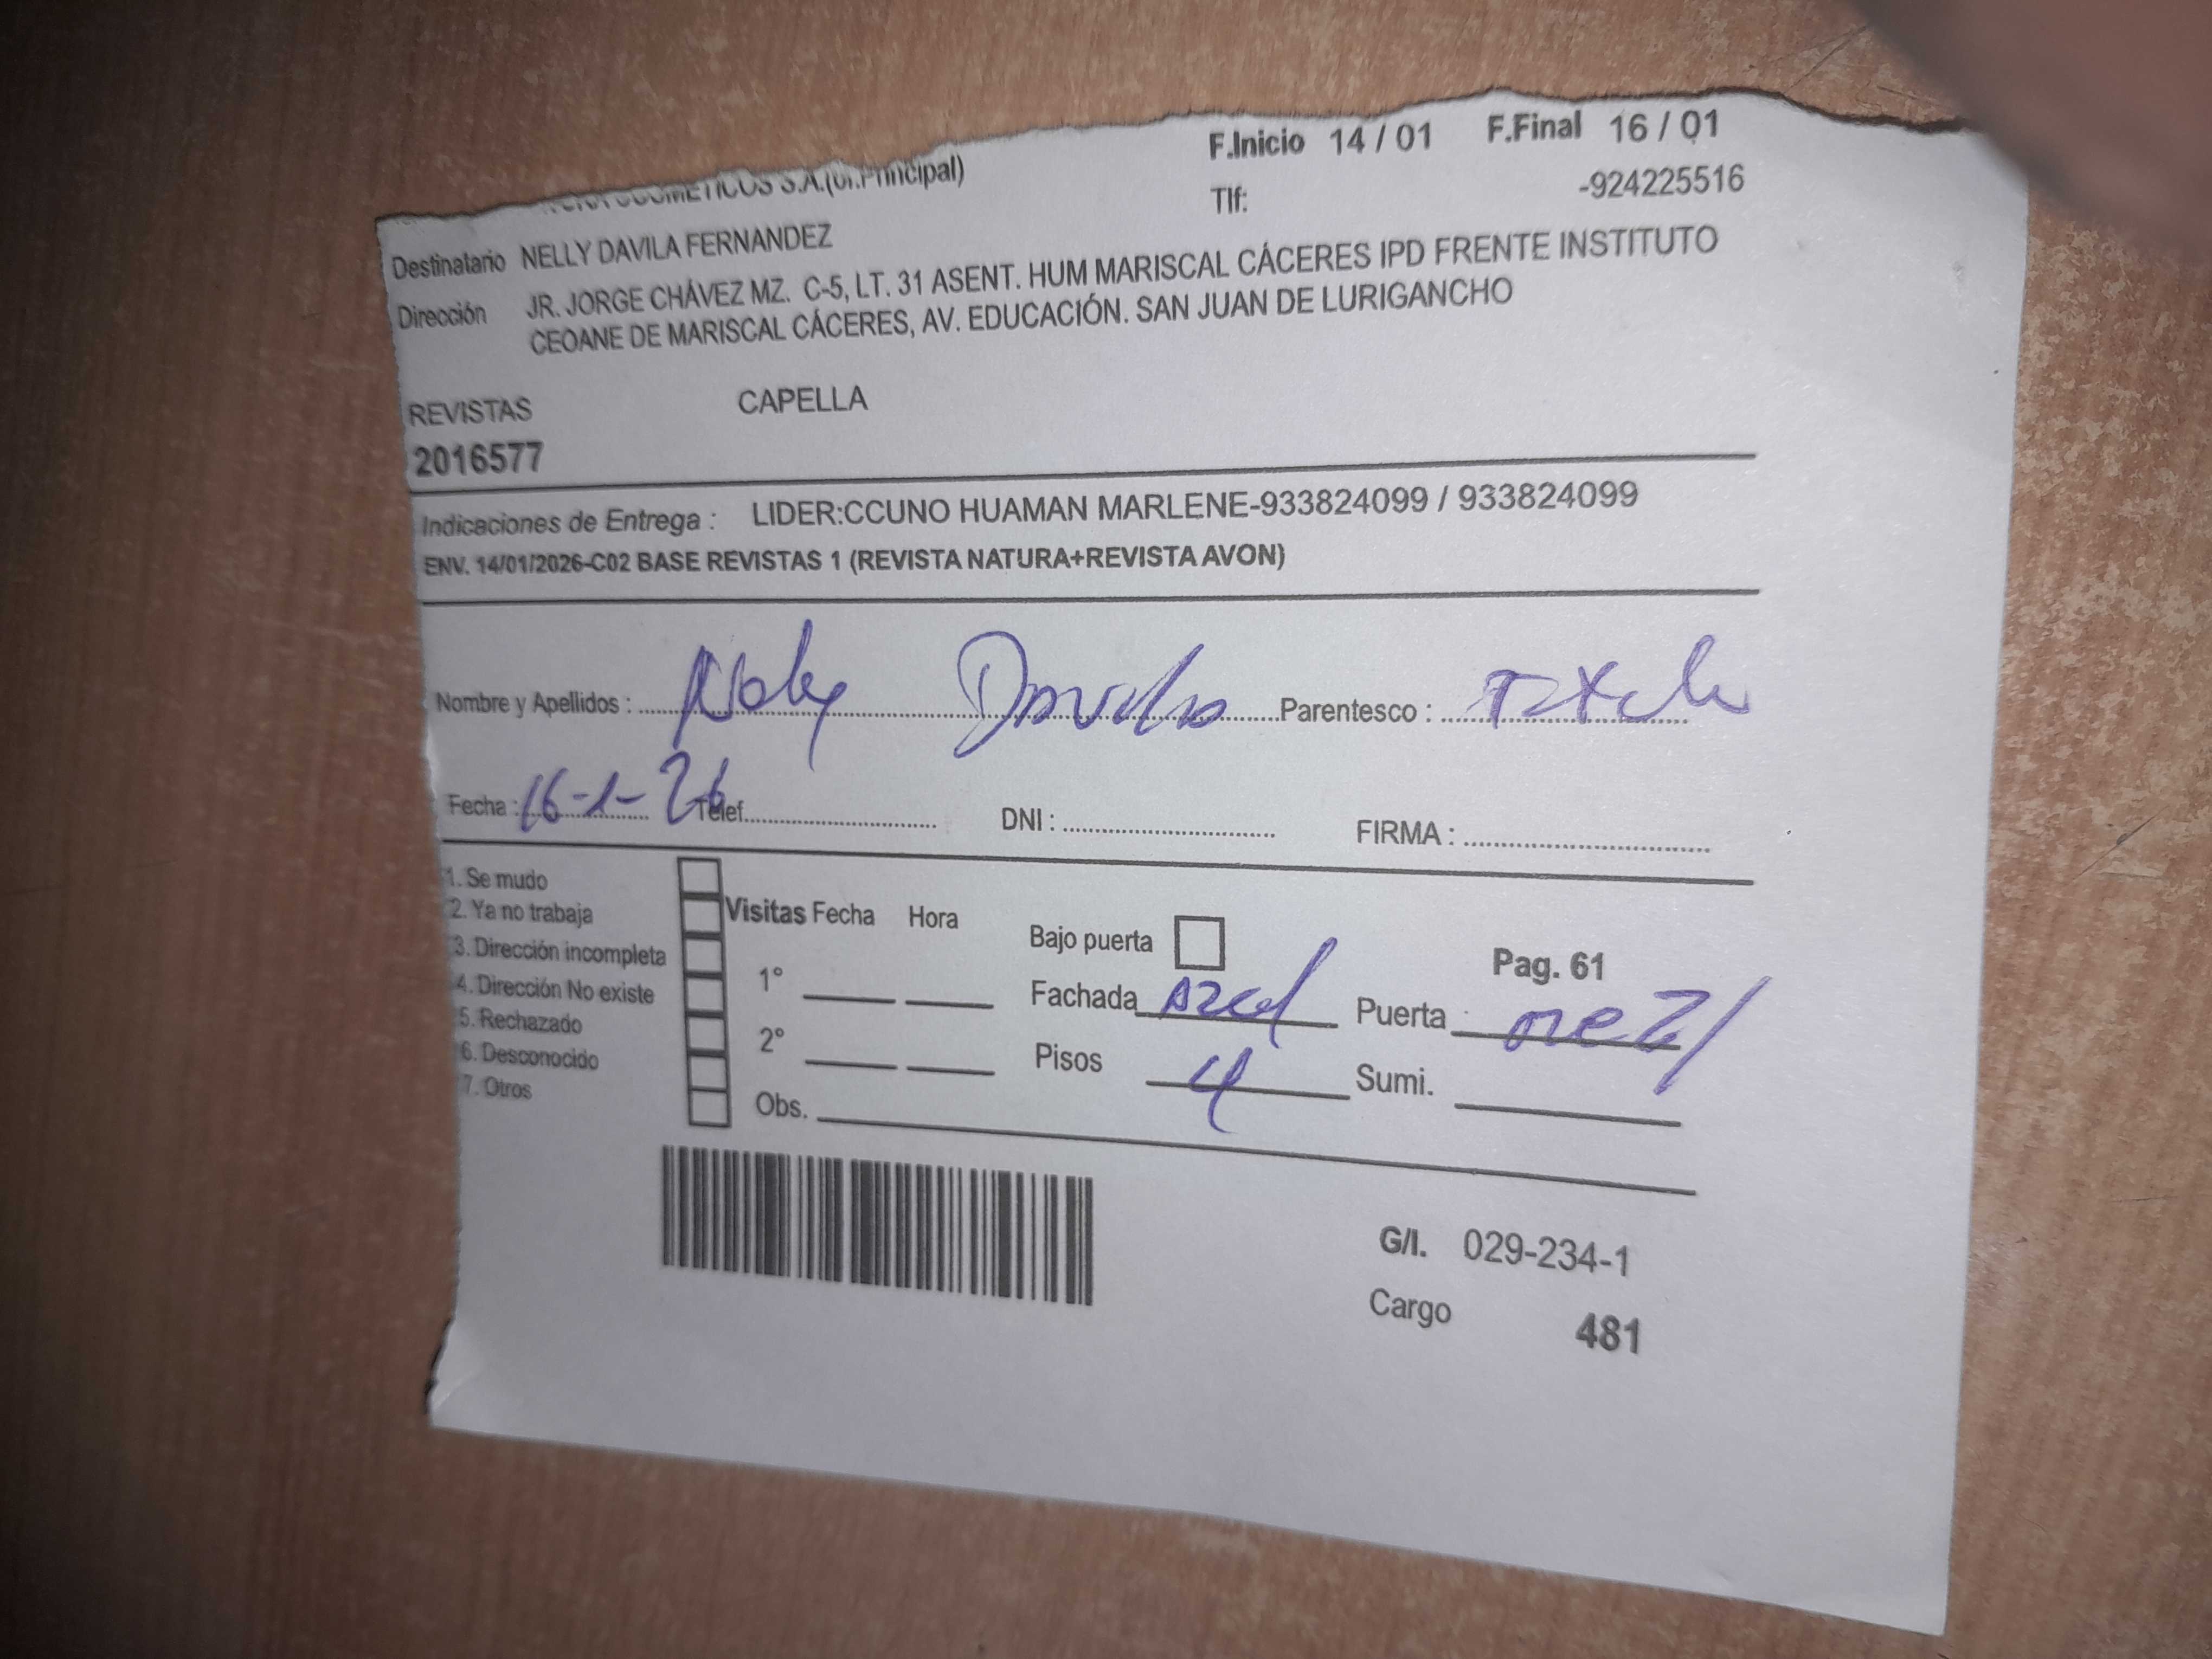 F.Inicio 14 / 01 F.Final 16 / 01
COSMETICOS S.A.(of.Principal)
Tlf: -924225516
Destinatario NELLY DAVILA FERNANDEZ
Dirección JR. JORGE CHÁVEZ MZ. C-5, LT. 31 ASENT. HUM MARISCAL CÁCERES IPD FRENTE INSTITUTO
CEOANE DE MARISCAL CÁCERES, AV. EDUCACIÓN. SAN JUAN DE LURIGANCHO
REVISTAS CAPELLA
2016577
Indicaciones de Entrega : LIDER:CCUNO HUAMAN MARLENE-933824099 / 933824099
ENV. 14/01/2026-C02 BASE REVISTAS 1 (REVISTA NATURA+REVISTA AVON)
Nombre y Apellidos : Nely Davila Parentesco :
Fecha : 16-1-26 Telef. DNI : FIRMA :
1. Se mudo
2. Ya no trabaja Visitas Fecha Hora
3. Dirección incompleta Bajo puerta Pag. 61
4. Dirección No existe 1° Fachada Azul Puerta
5. Rechazado
6. Desconocido 2° Pisos 4 Sumi.
7. Otros Obs.
G/I. 029-234-1
Cargo 481